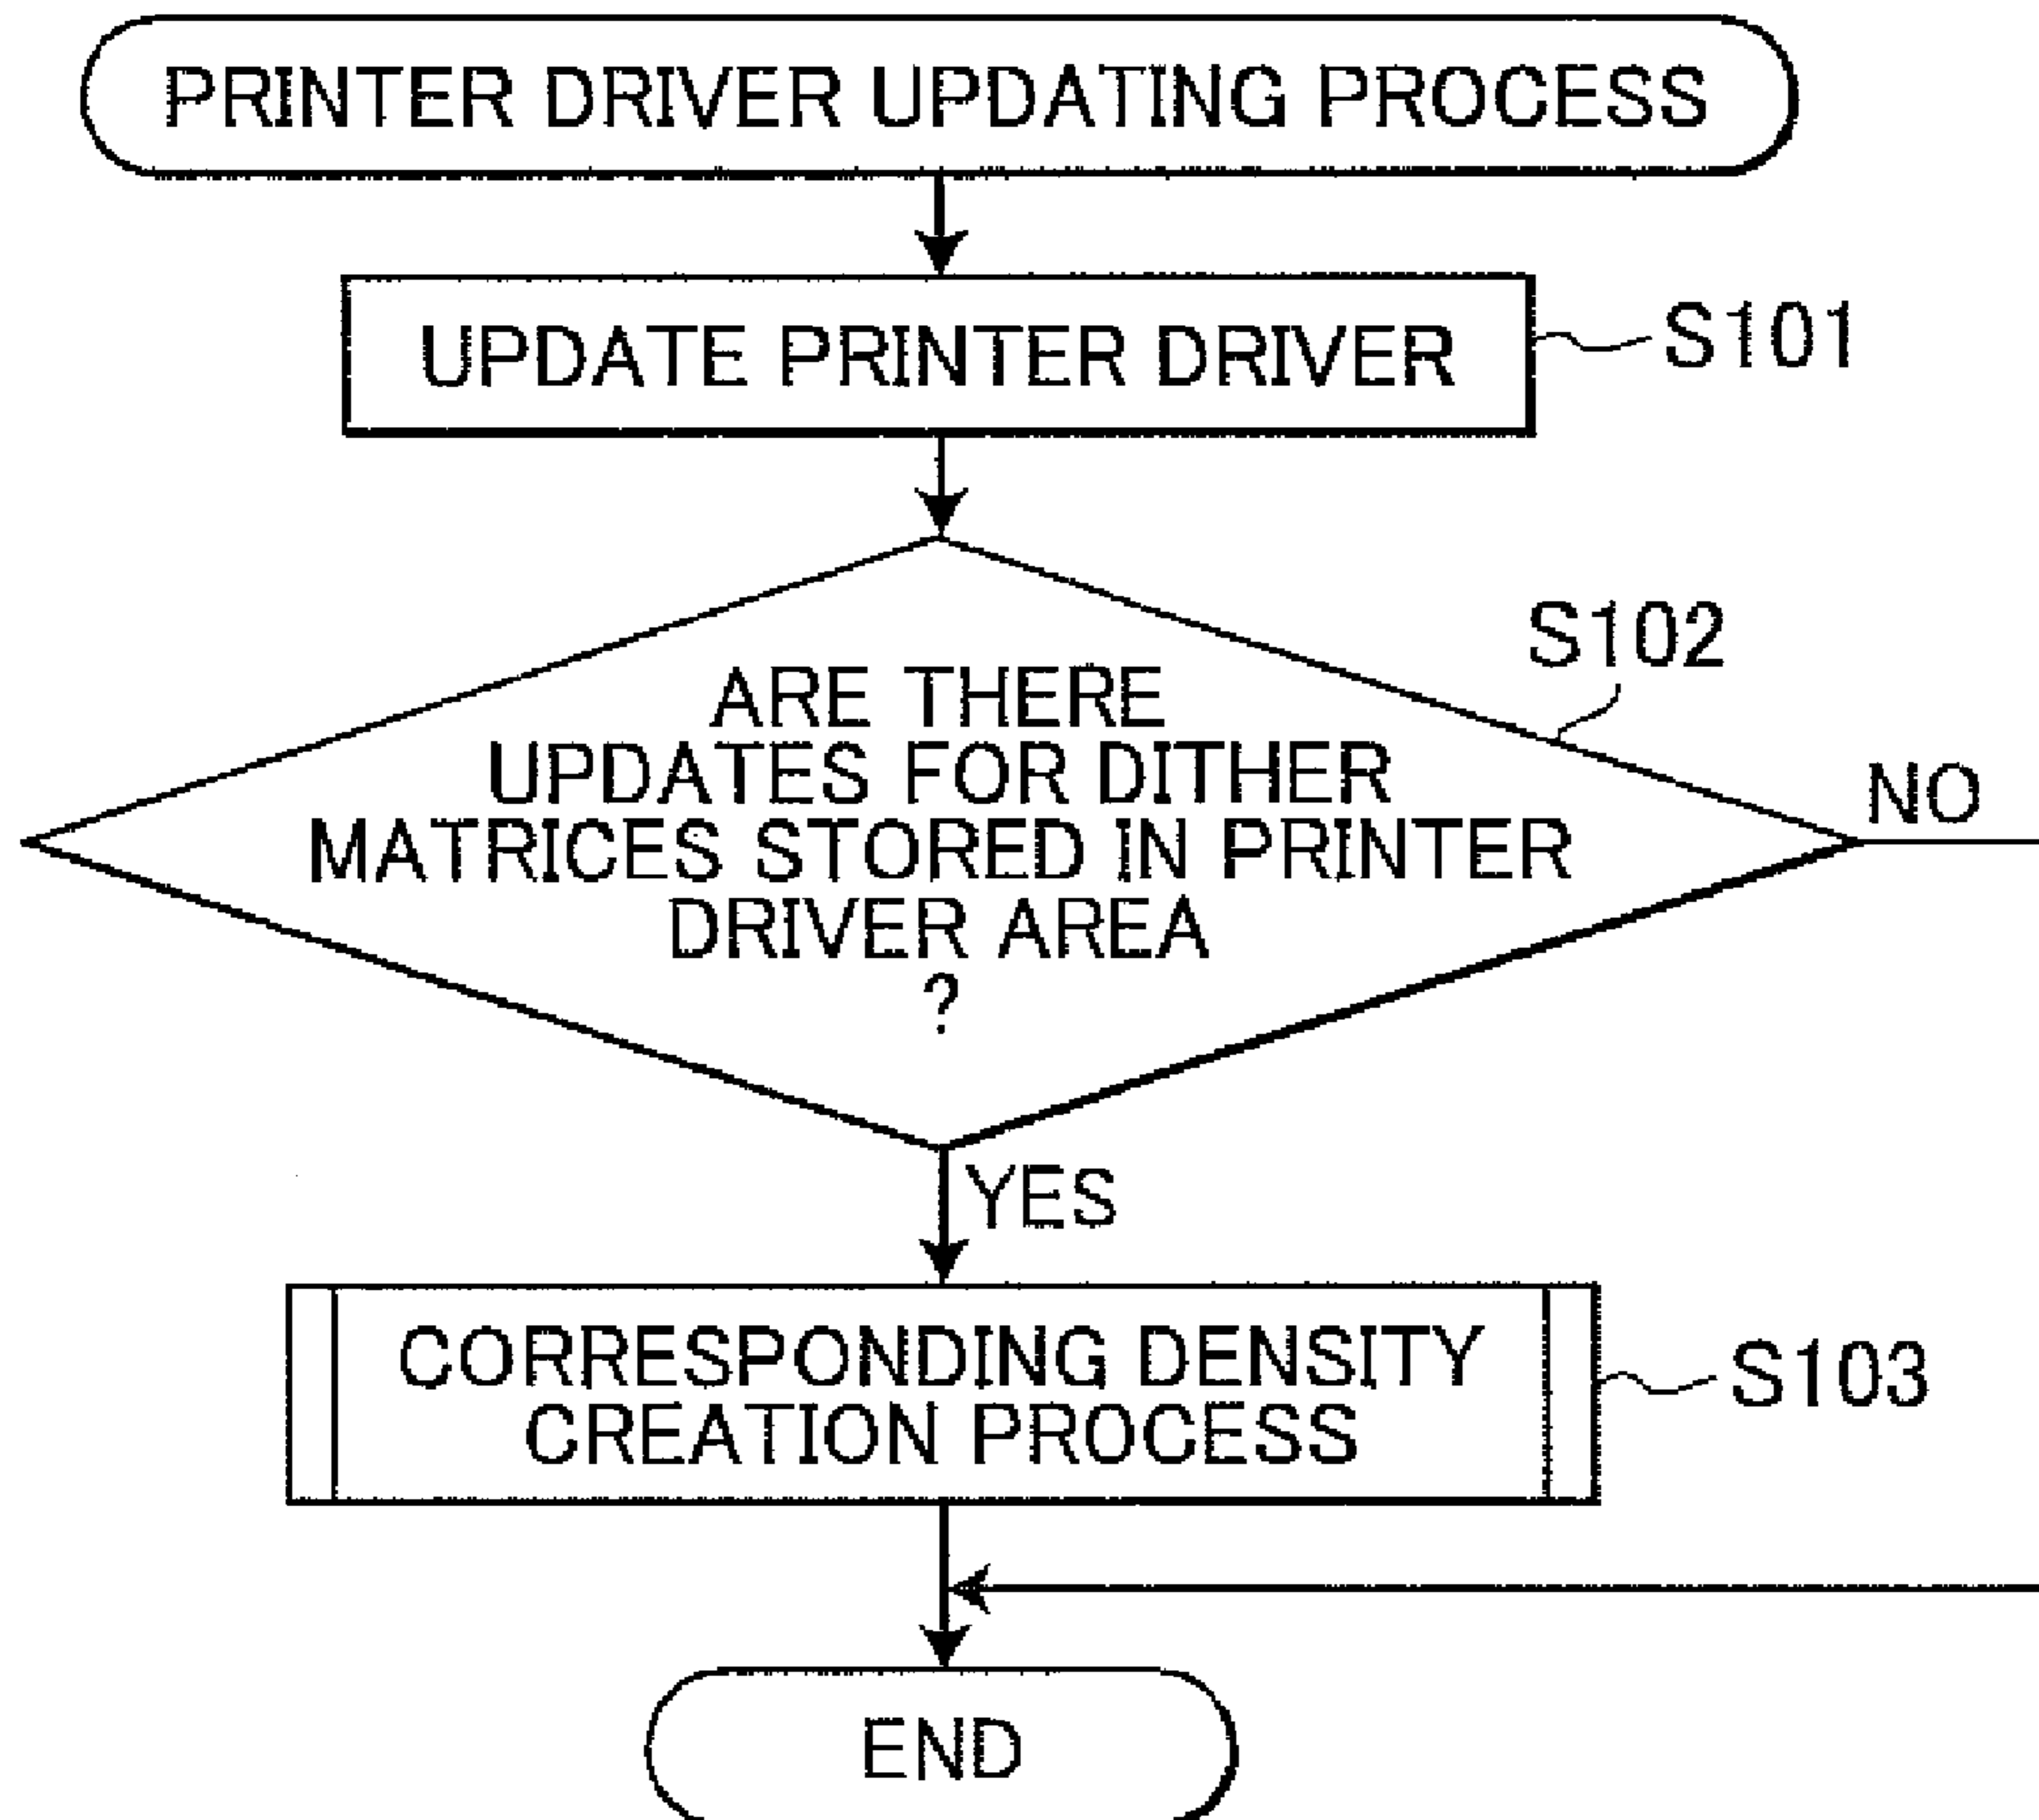 PRINTER DRIVER UPDATING PROCESS
UPDATE PRINTER DRIVER
S101
S102
ARE THERE
UPDATES FOR DITHER
MATRICES STORED IN PRINTER
DRIVER AREA
?
NO
YES
CORRESPONDING DENSITY
CREATION PROCESS
S103
END